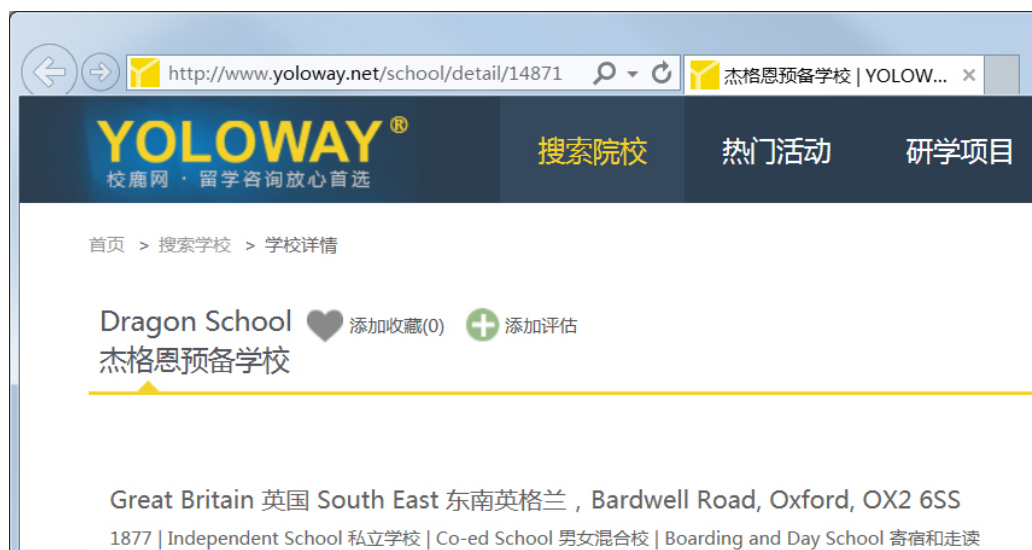 http://www.yoloway.net/school/detail/14871
杰格恩预备学校 | YOLOW...
YOLOWAY®
校鹿网 · 留学咨询放心首选
搜索院校 热门活动 研学项目
首页 > 搜索学校 > 学校详情
Dragon School 添加收藏(0) 添加评估
杰格恩预备学校
Great Britain 英国 South East 东南英格兰 , Bardwell Road, Oxford, OX2 6SS
1877 | Independent School 私立学校 | Co-ed School 男女混合校 | Boarding and Day School 寄宿和走读